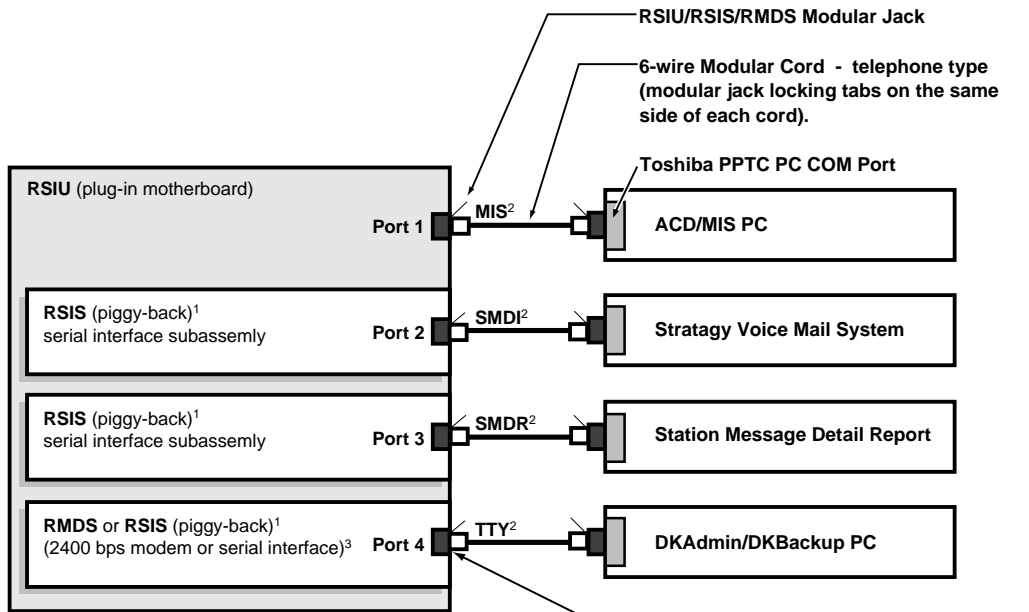 RSIU/RSIS/RMDS Modular Jack
6-wire Modular Cord - telephone type
(modular jack locking tabs on the same
side of each cord).
Toshiba PPTC PC COM Port
RSIU (plug-in motherboard)
Port 1
MIS²
ACD/MIS PC
RSIS (piggy-back)¹
serial interface subassemly
Port 2
SMDI²
Stratagy Voice Mail System
RSIS (piggy-back)¹
serial interface subassemly
Port 3
SMDR²
Station Message Detail Report
RMDS or RSIS (piggy-back)¹
(2400 bps modem or serial interface)³
Port 4
TTY²
DKAdmin/DKBackup PC